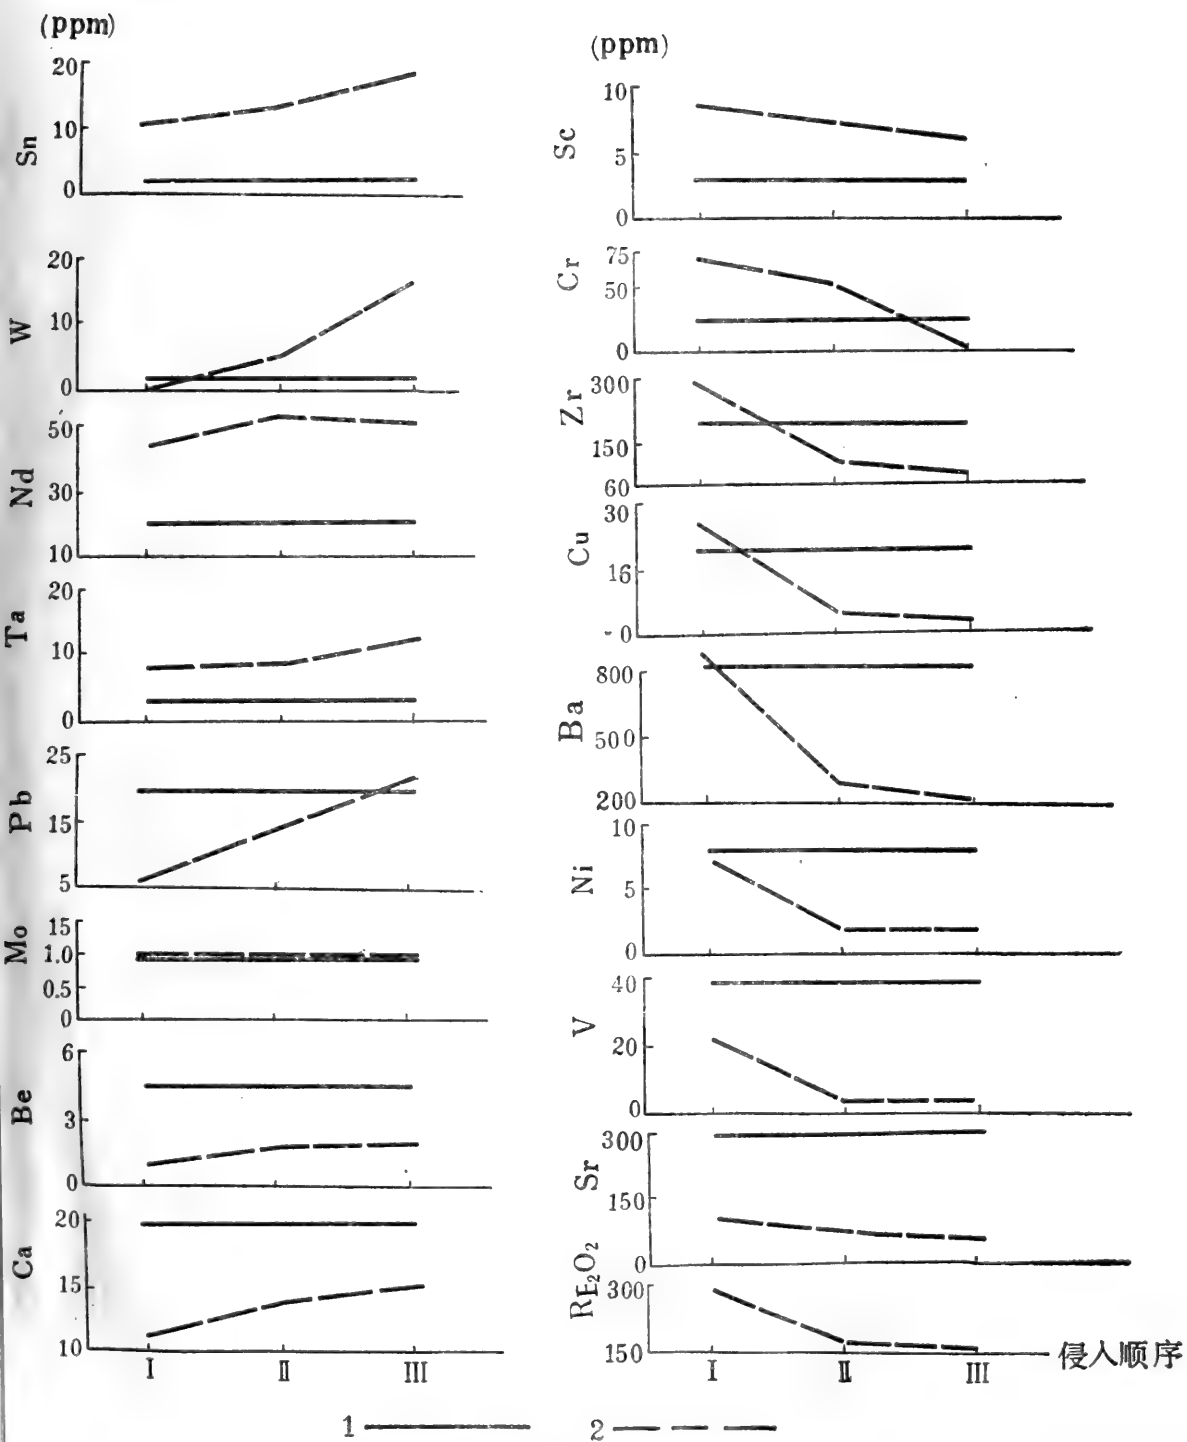 (ppm)
20
10
0
Sn
20
10
0
W
50
30
10
Nd
20
10
0
Ta
25
15
5
Pb
15
1.0
0.5
0
Mo
6
3
0
Be
20
15
10
Ca
I II III
(ppm)
10
5
0
Sc
75
50
0
Cr
300
150
60
Zr
30
16
0
Cu
800
500
200
Ba
10
5
0
Ni
40
20
0
V
300
150
0
Sr
300
150
RE₂O₂
I II III
侵入顺序
1 2